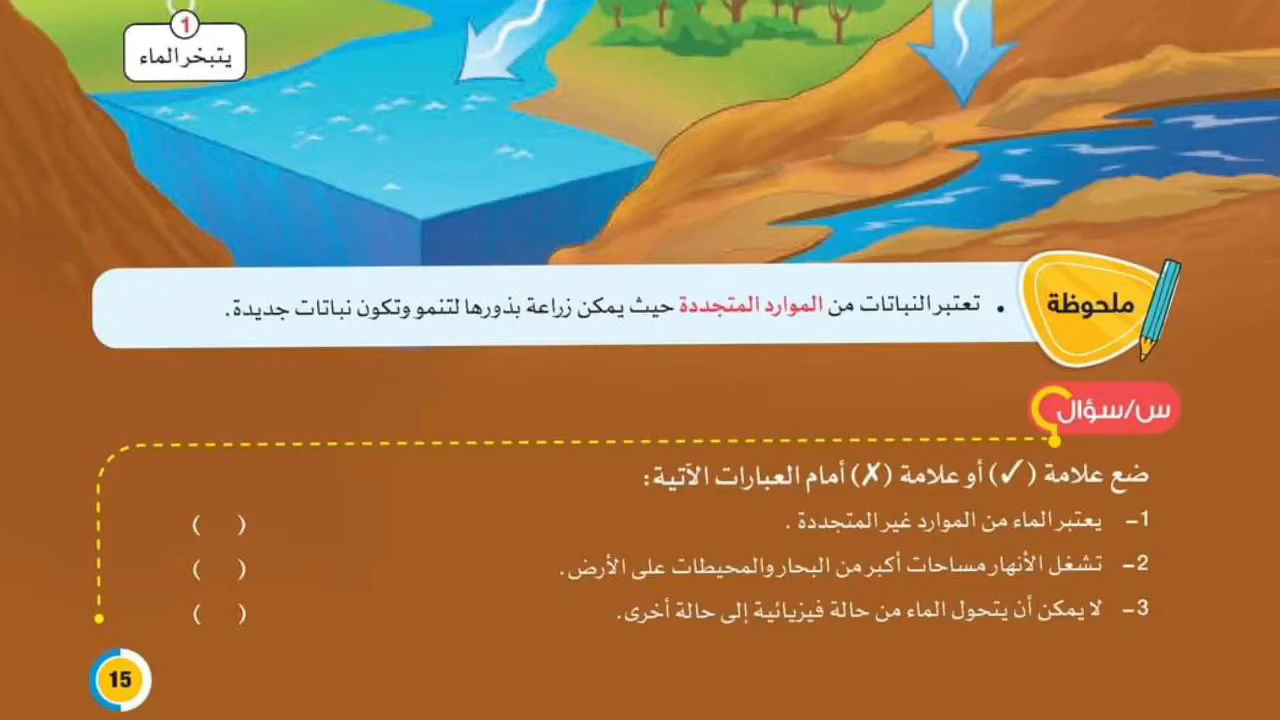 1
يتبخر الماء
ملحوظة
• تعتبر النباتات من الموارد المتجددة حيث يمكن زراعة بذورها لتنمو وتكون نباتات جديدة.
س/سؤال
ضع علامة (✓) أو علامة (✗) أمام العبارات الآتية:
1- يعتبر الماء من الموارد غير المتجددة . ( )
2- تشغل الأنهار مساحات أكبر من البحار والمحيطات على الأرض. ( )
3- لا يمكن أن يتحول الماء من حالة فيزيائية إلى حالة أخرى. ( )
15